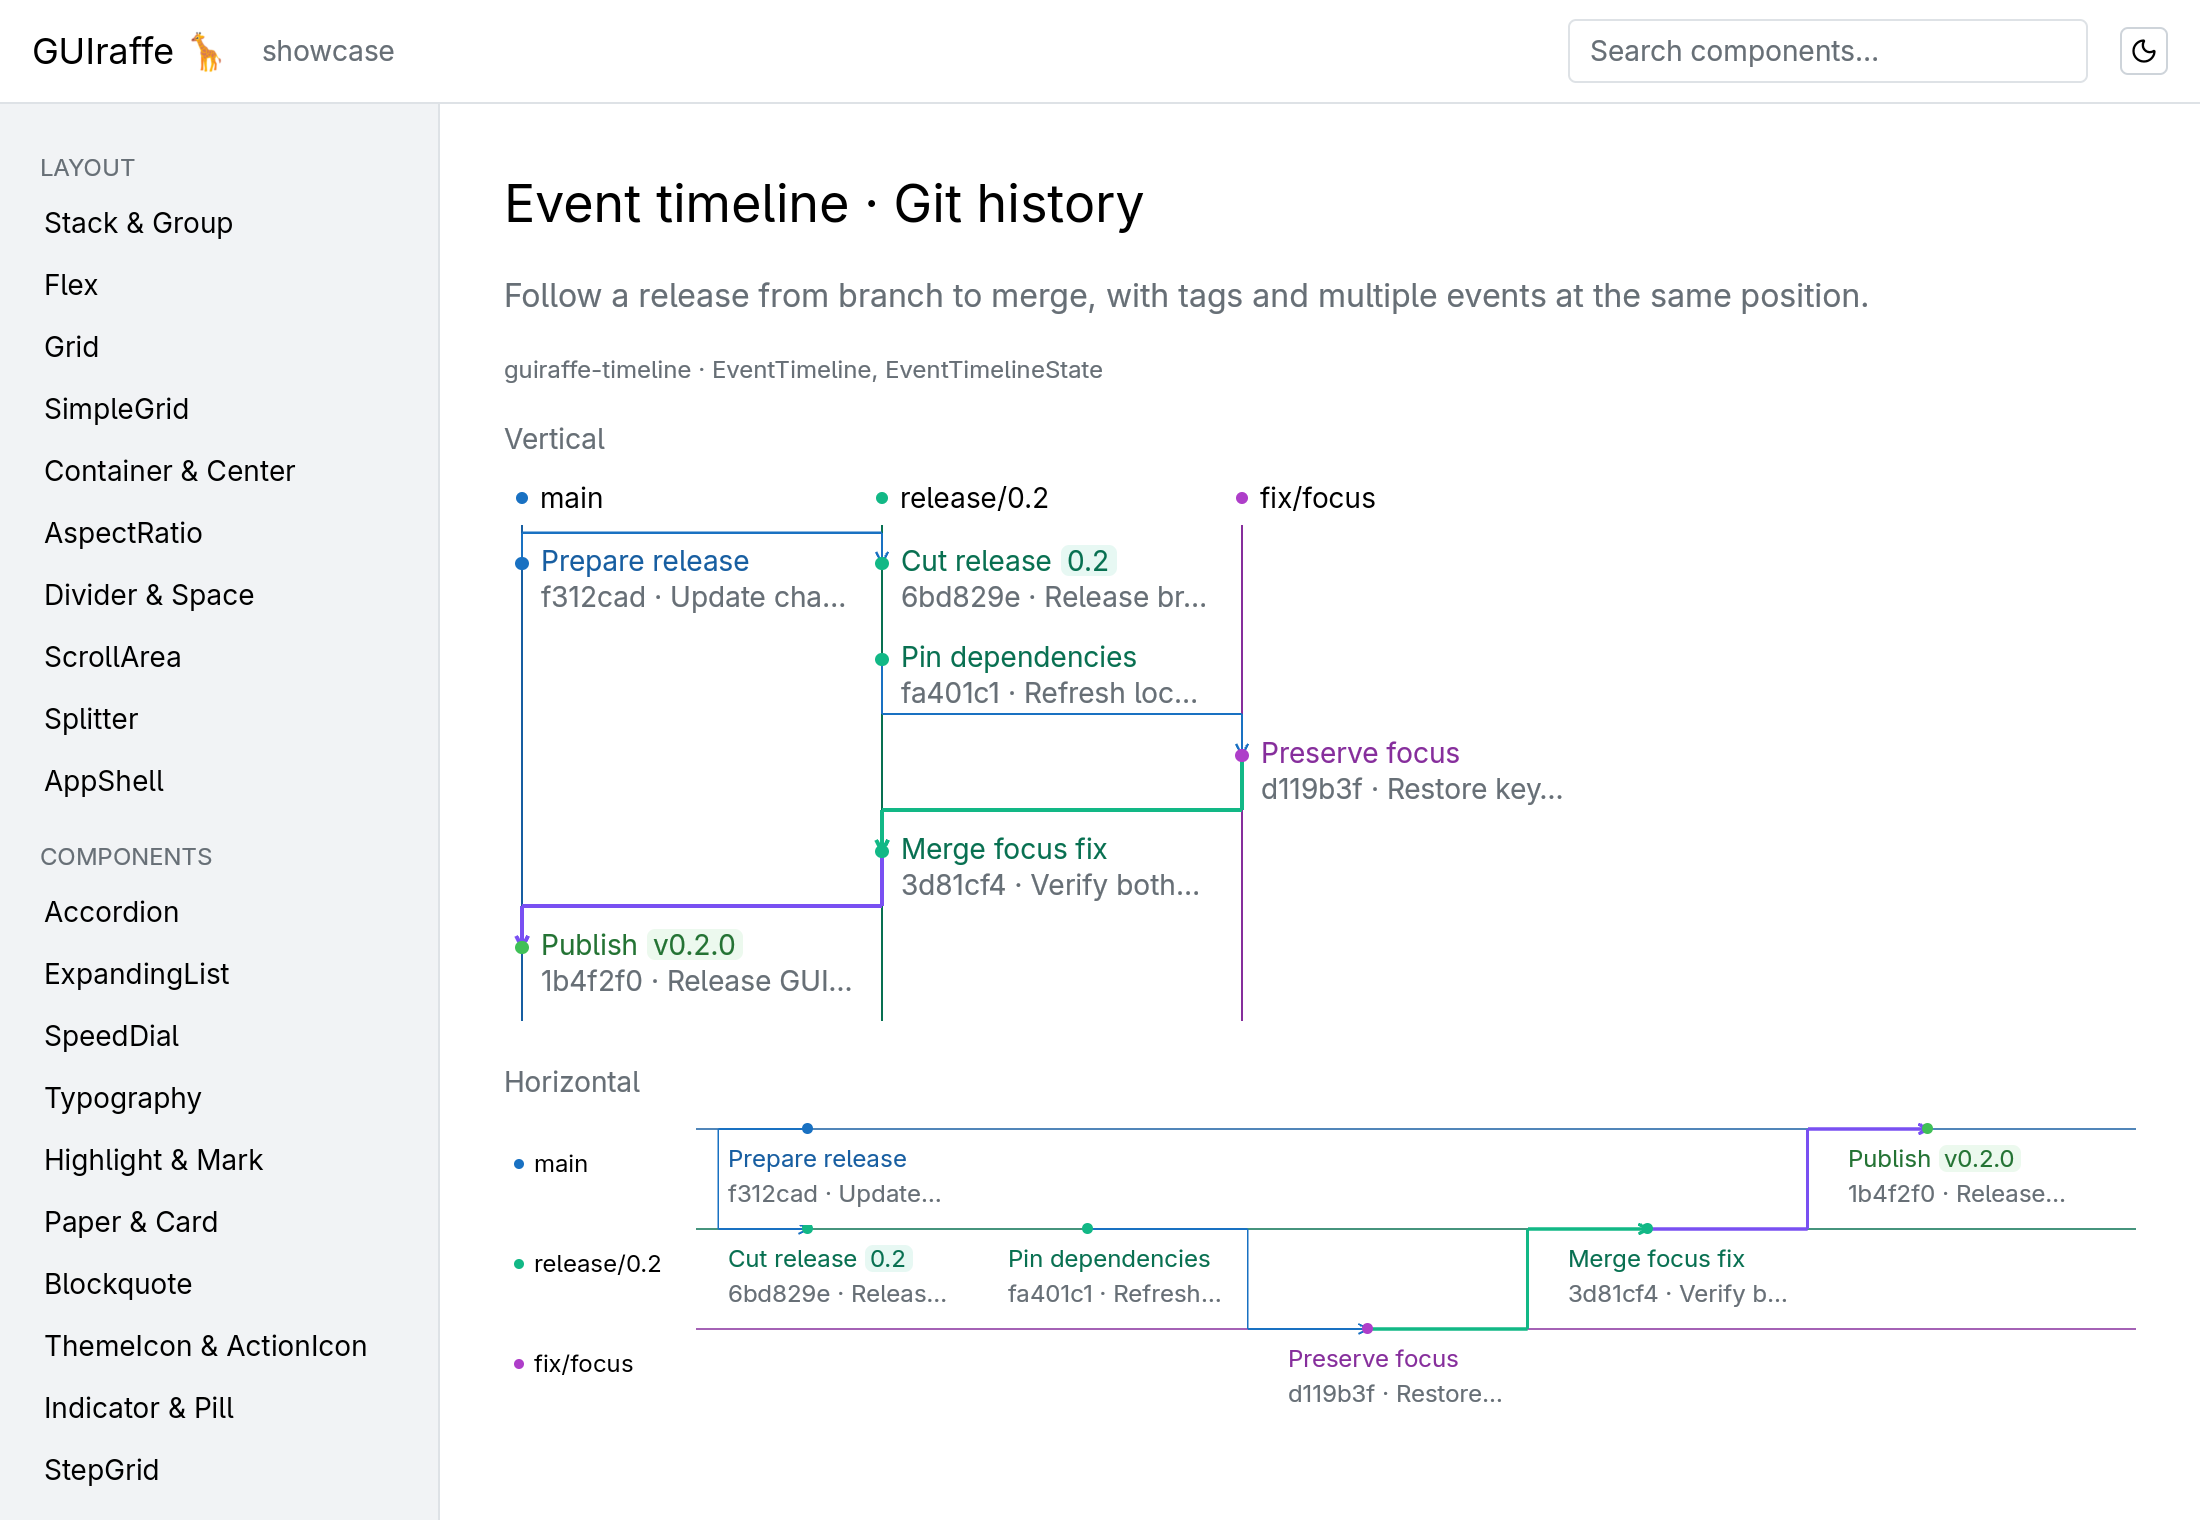 GUIraffe 🦒 showcase
Search components...
LAYOUT
Stack & Group
Flex
Grid
SimpleGrid
Container & Center
AspectRatio
Divider & Space
ScrollArea
Splitter
AppShell
COMPONENTS
Accordion
ExpandingList
SpeedDial
Typography
Highlight & Mark
Paper & Card
Blockquote
ThemeIcon & ActionIcon
Indicator & Pill
StepGrid
Event timeline · Git history
Follow a release from branch to merge, with tags and multiple events at the same position.
guiraffe-timeline · EventTimeline, EventTimelineState
Vertical
main release/0.2 fix/focus
Prepare release Cut release 0.2
f312cad · Update cha… 6bd829e · Release br…
Pin dependencies
fa401c1 · Refresh loc…
Preserve focus
d119b3f · Restore key…
Merge focus fix
3d81cf4 · Verify both…
Publish v0.2.0
1b4f2f0 · Release GUI…
Horizontal
main
Prepare release Publish v0.2.0
f312cad · Update… 1b4f2f0 · Release…
release/0.2
Cut release 0.2 Pin dependencies Merge focus fix
6bd829e · Releas… fa401c1 · Refresh… 3d81cf4 · Verify b…
fix/focus
Preserve focus
d119b3f · Restore…